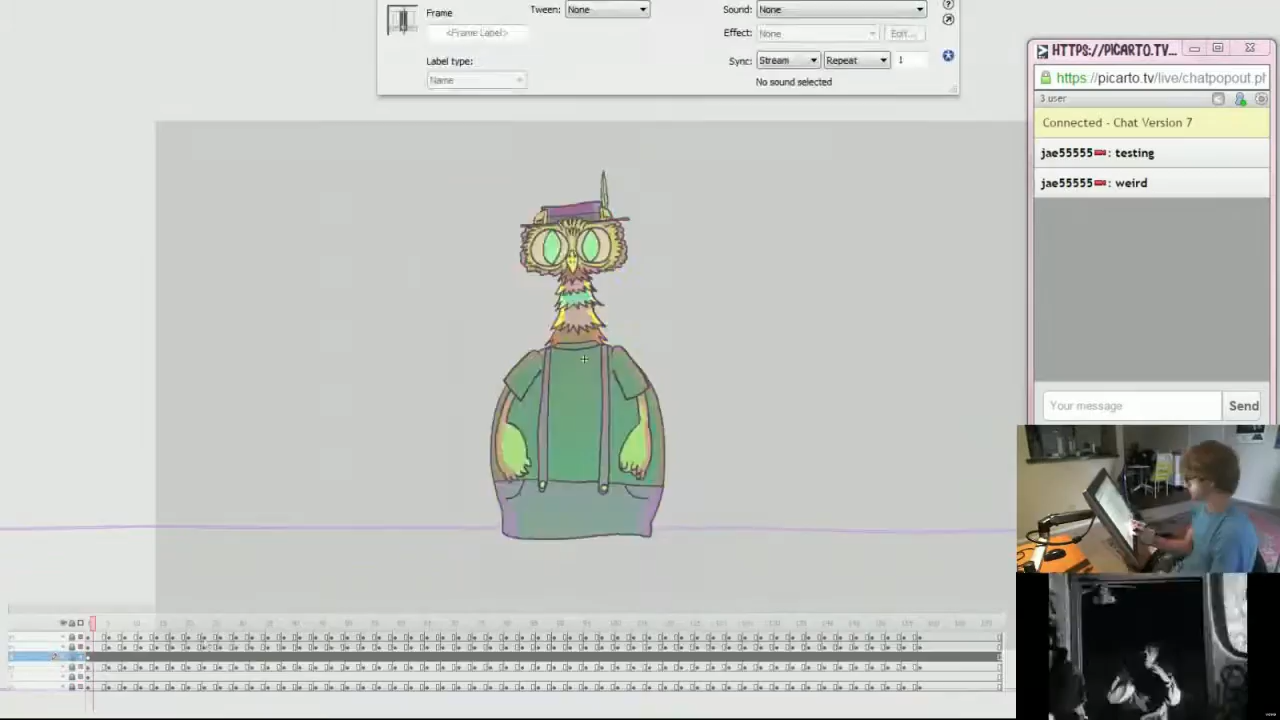 Frame
<Frame Label>
Label type:
Name
Tween: None
Sound: None
Effect: None
Edit...
Sync: Stream Repeat 1
No sound selected
HTTPS://PICARTO.TV...
https://picarto.tv/live/chatpopout.ph
3 user
Connected - Chat Version 7
jae55555: testing
jae55555: weird
Your message
Send